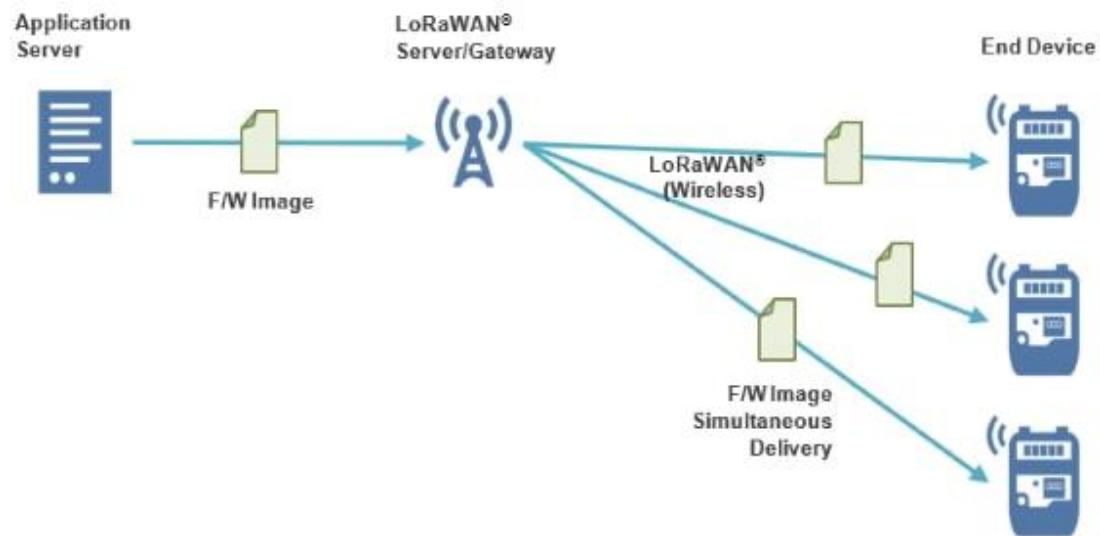 Application
Server
LoRaWAN®
Server/Gateway
End Device
F/W Image
LoRaWAN®
(Wireless)
F/W Image
Simultaneous
Delivery